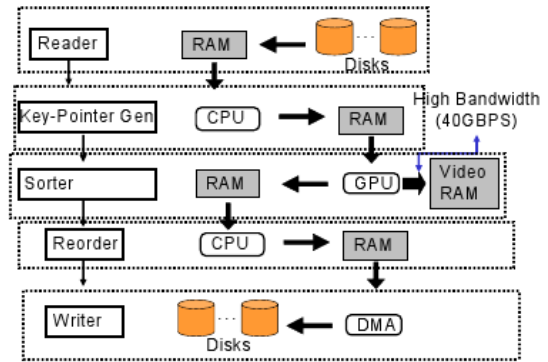 Reader
RAM
Disks
Key-Pointer Gen
CPU
RAM
High Bandwidth
(40GBPS)
Sorter
RAM
GPU
Video
RAM
Reorder
CPU
RAM
Writer
Disks
DMA